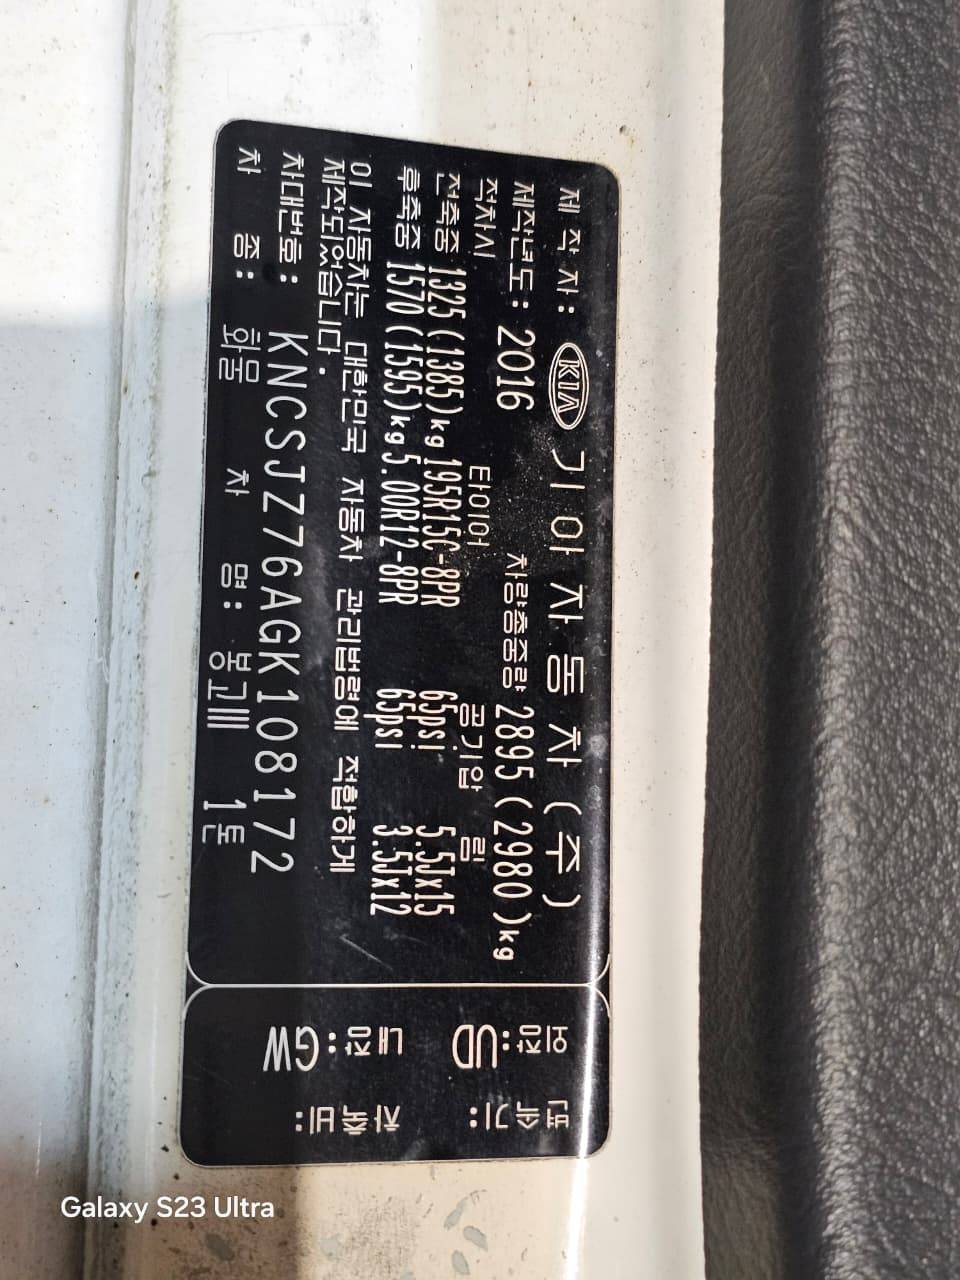 제 작 자: KIA 기 아 자 동 차 (주)
제작년도: 2016 차량총중량 2895(2980)kg
적차시 타이어 공기압 림
전축중 1325(1385)kg 195R15C-8PR 65psi 5.5Jx15
후축중 1570(1595)kg 5.00R12-8PR 65psi 3.5Jx12
이 자동차는 대한민국 자동차 관리법령에 적합하게
제작되었습니다.
차대번호: KNCSJZ76AGK108172
차 종: 화물 차 명: 봉고III 1톤
외장:UD 변속기:
내장:GW 차축비:
Galaxy S23 Ultra